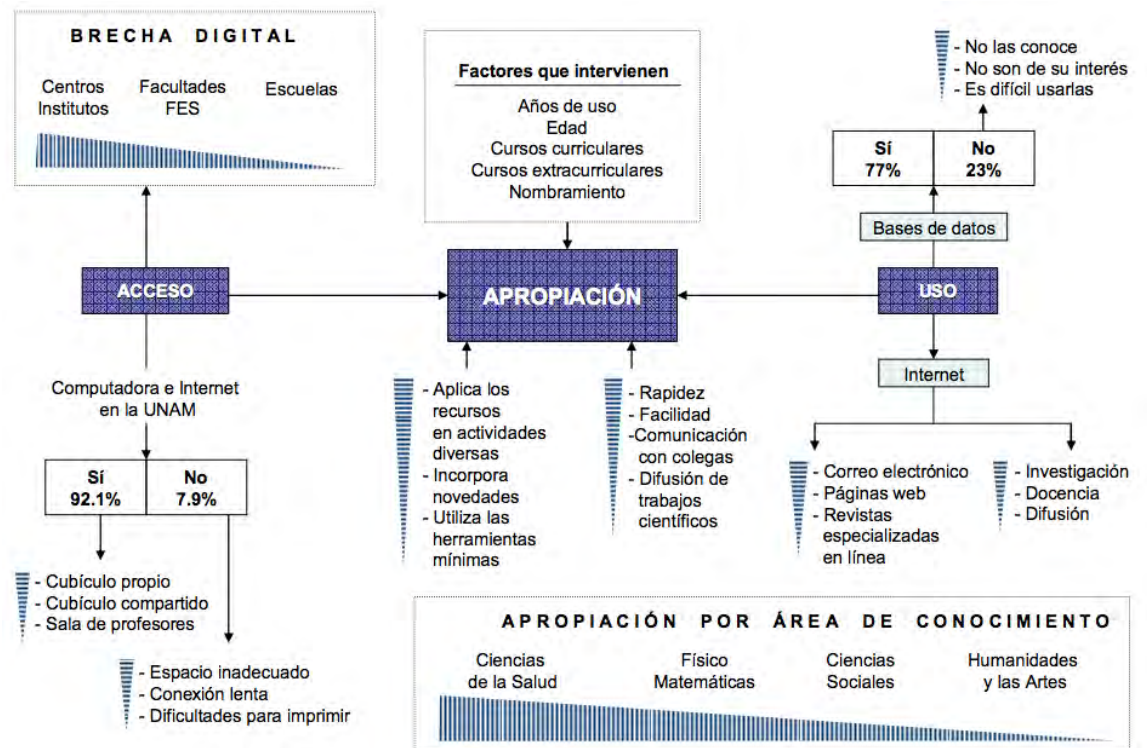 BRECHA DIGITAL
Centros
Institutos
Facultades
FES
Escuelas
Factores que intervienen
Años de uso
Edad
Cursos curriculares
Cursos extracurriculares
Nombramiento
- No las conoce
- No son de su interés
- Es difícil usarlas
Sí
77%
No
23%
Bases de datos
ACCESO
APROPIACIÓN
USO
Computadora e Internet
en la UNAM
Sí
92.1%
No
7.9%
- Cubículo propio
- Cubículo compartido
- Sala de profesores
- Espacio inadecuado
- Conexión lenta
- Dificultades para imprimir
- Aplica los
recursos
en actividades
diversas
- Incorpora
novedades
- Utiliza las
herramientas
mínimas
- Rapidez
- Facilidad
-Comunicación
con colegas
- Difusión de
trabajos
científicos
Internet
- Correo electrónico
- Páginas web
- Revistas
especializadas
en línea
- Investigación
- Docencia
- Difusión
APROPIACIÓN POR ÁREA DE CONOCIMIENTO
Ciencias
de la Salud
Físico
Matemáticas
Ciencias
Sociales
Humanidades
y las Artes